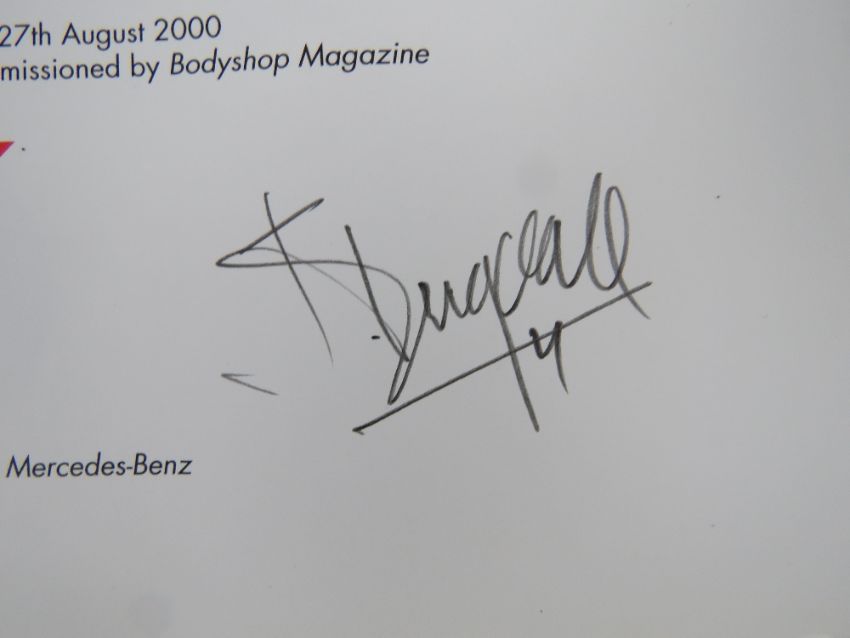 27th August 2000
missioned by Bodyshop Magazine
Mercedes-Benz